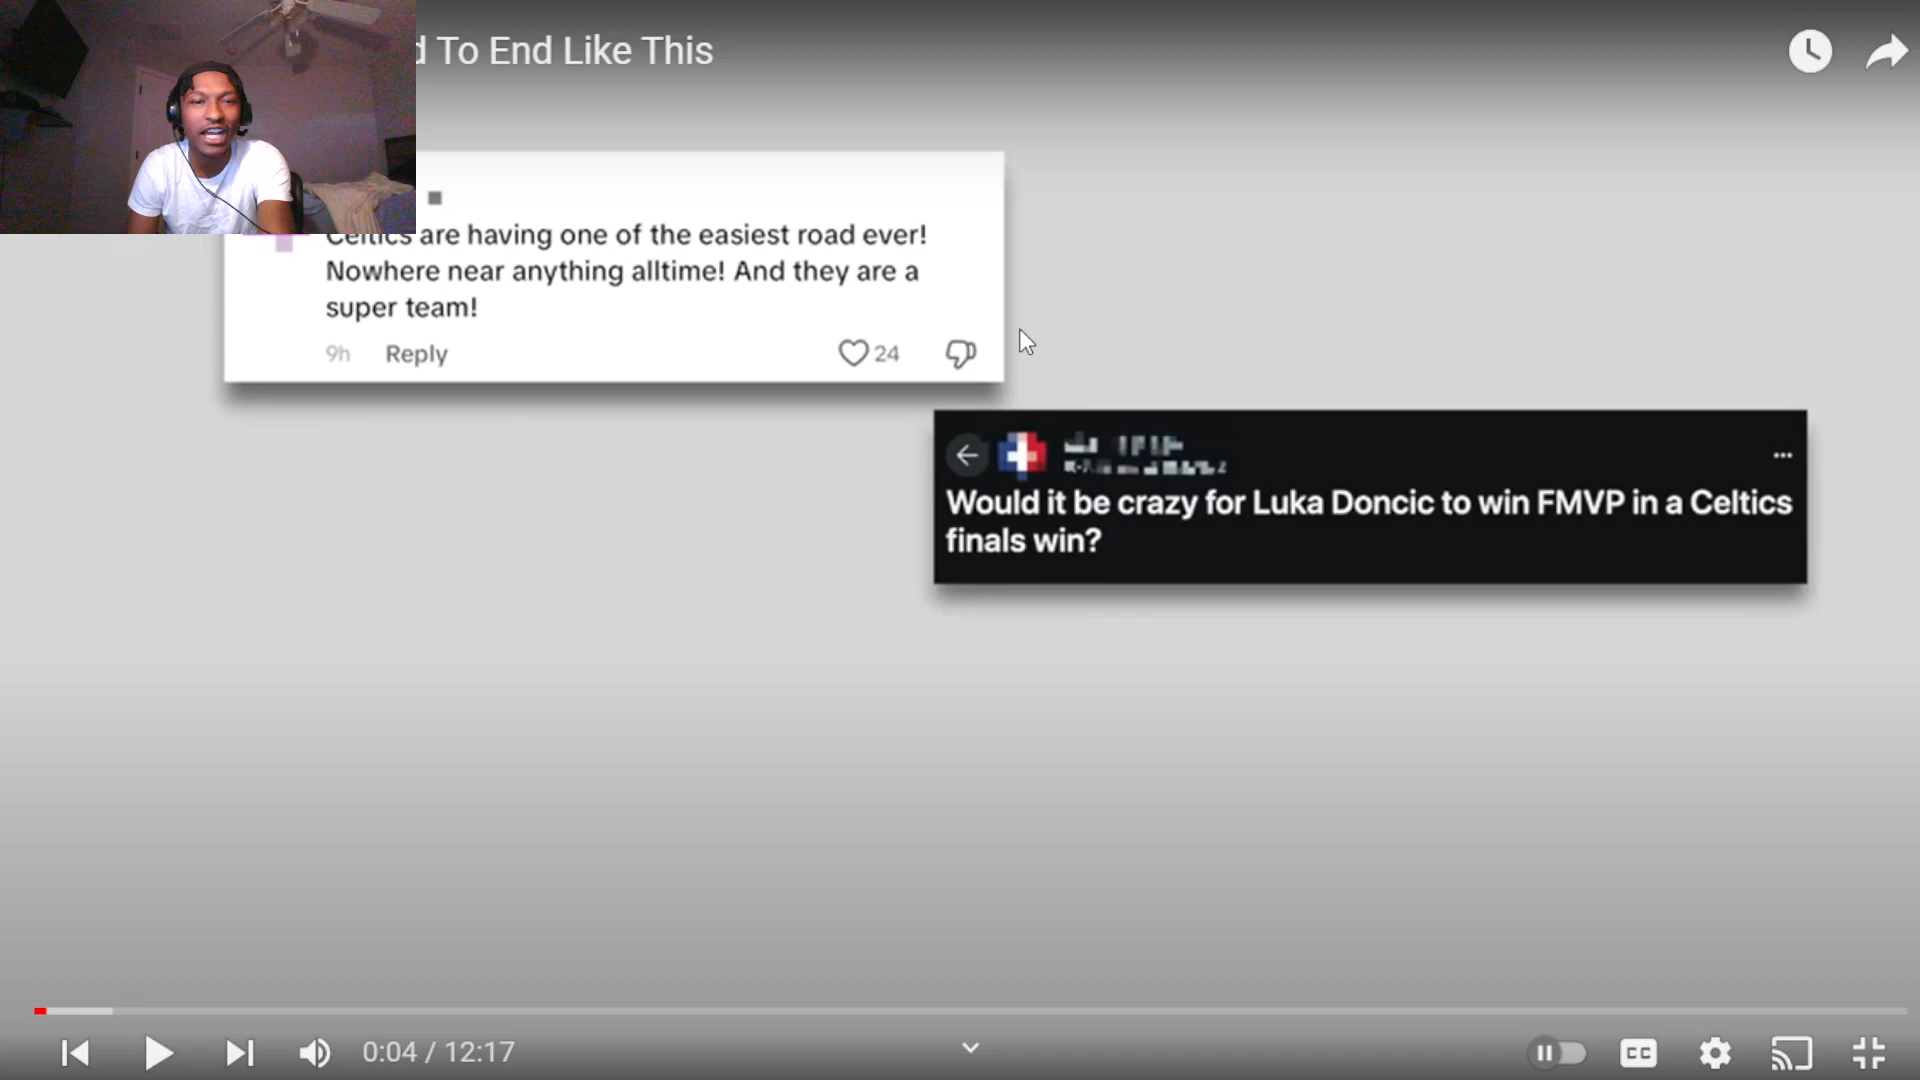 d To End Like This
Celtics are having one of the easiest road ever!
Nowhere near anything alltime! And they are a
super team!
9h Reply 24
Would it be crazy for Luka Doncic to win FMVP in a Celtics
finals win?
0:04 / 12:17
CC